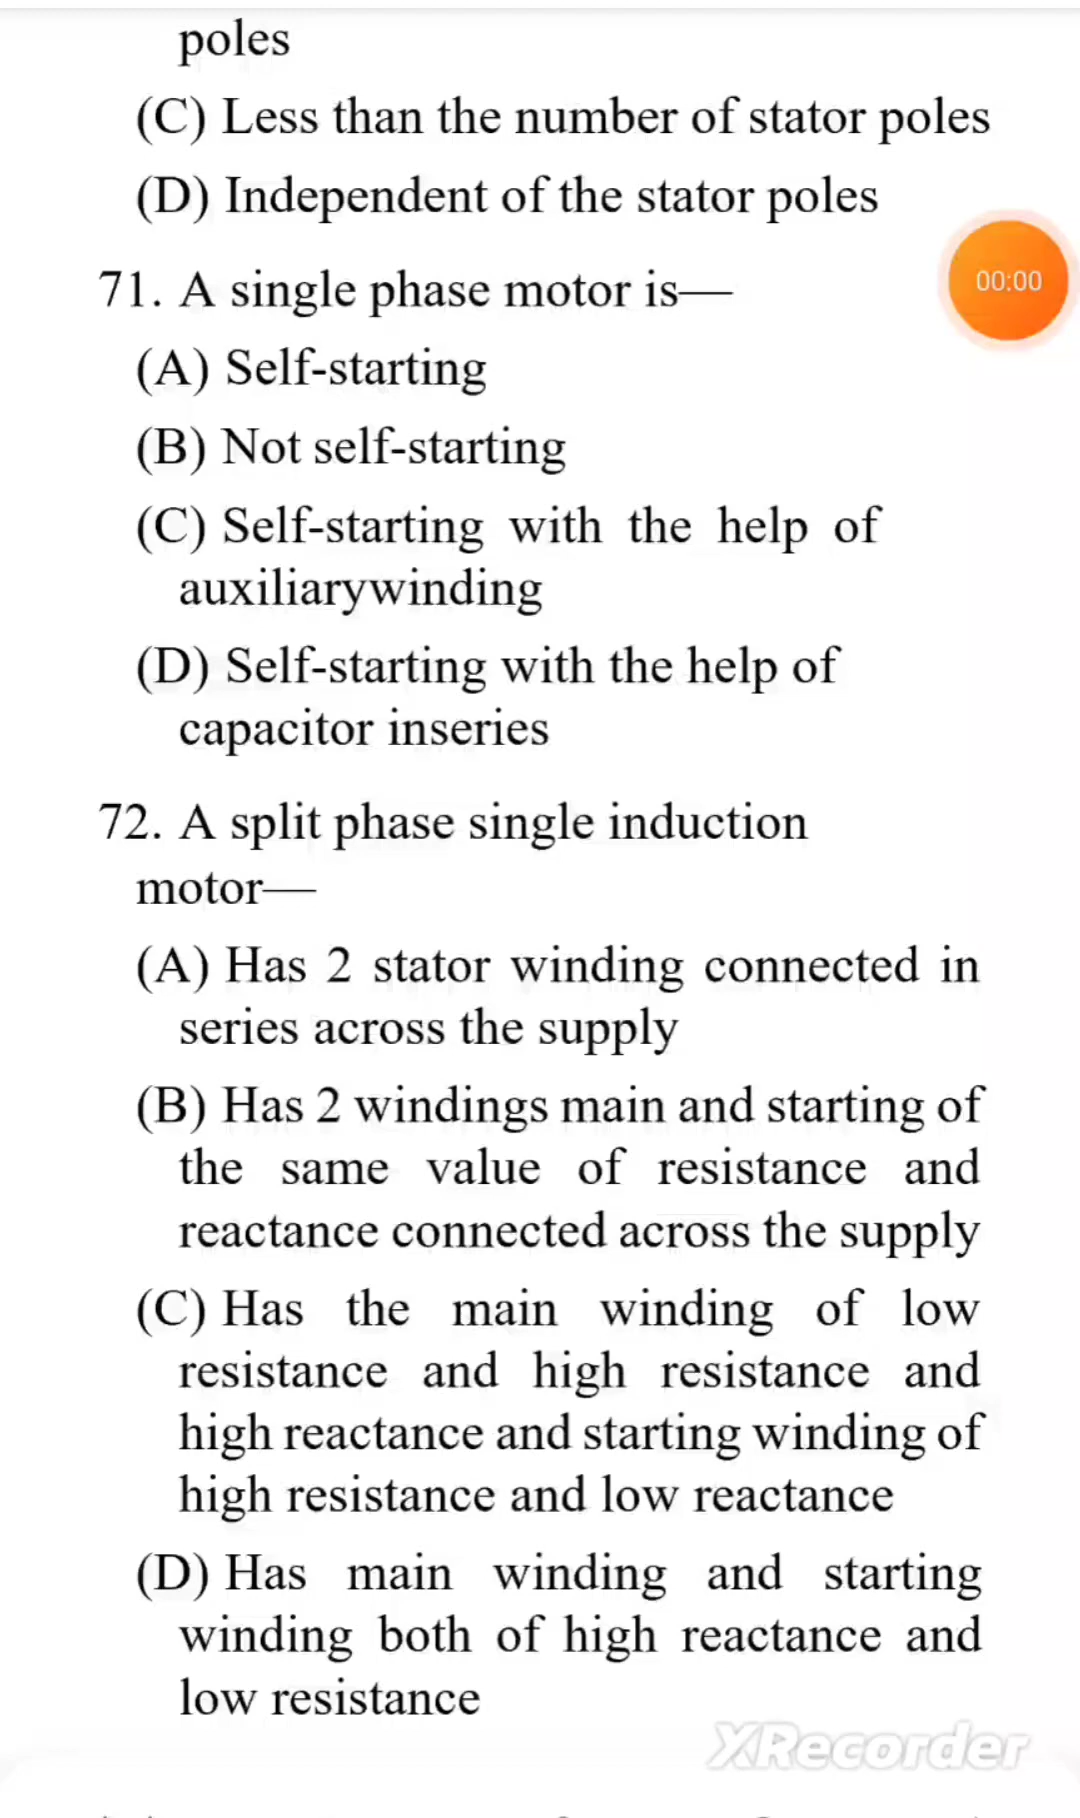 poles
(C) Less than the number of stator poles
(D) Independent of the stator poles
00:00
71. A single phase motor is—
(A) Self-starting
(B) Not self-starting
(C) Self-starting with the help of
auxiliarywinding
(D) Self-starting with the help of
capacitor inseries
72. A split phase single induction
motor—
(A) Has 2 stator winding connected in
series across the supply
(B) Has 2 windings main and starting of
the same value of resistance and
reactance connected across the supply
(C) Has the main winding of low
resistance and high resistance and
high reactance and starting winding of
high resistance and low reactance
(D) Has main winding and starting
winding both of high reactance and
low resistance
XRecorder